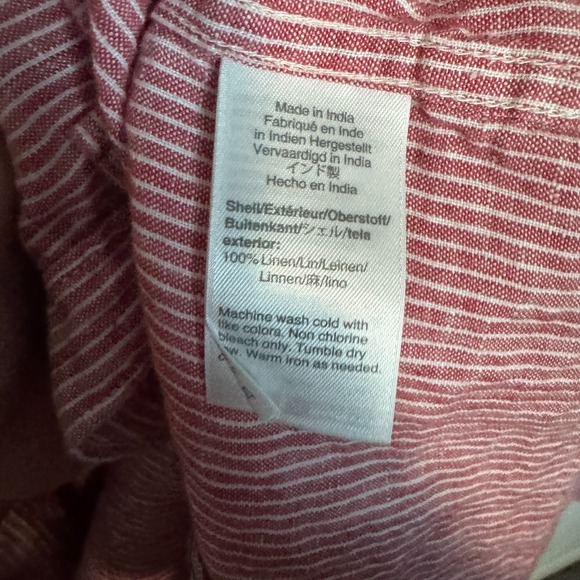 Made in India
Fabriqué en Inde
in Indien Hergestellt
Vervaardigd in India
インド製
Hecho en India
Shell/Extérieur/Oberstoff/
Buitenkant/シェル/tela
exterior:
100% Linen/Lin/Leinen/
Linnen/麻/lino
Machine wash cold with
like colors. Non chlorine
bleach only. Tumble dry
low. Warm iron as needed.